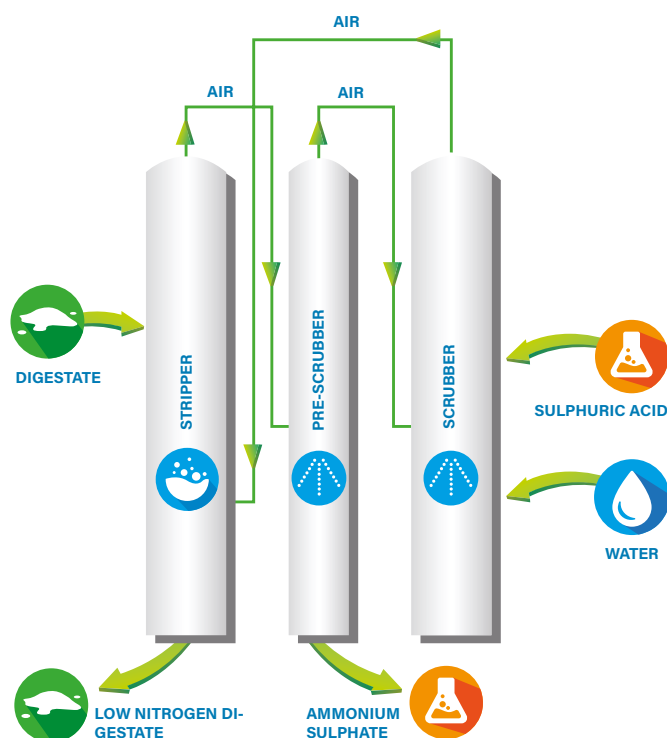 AIR
AIR
AIR
STRIPPER
PRE-SCRUBBER
SCRUBBER
DIGESTATE
SULPHURIC ACID
WATER
LOW NITROGEN DI-
GESTATE
AMMONIUM
SULPHATE